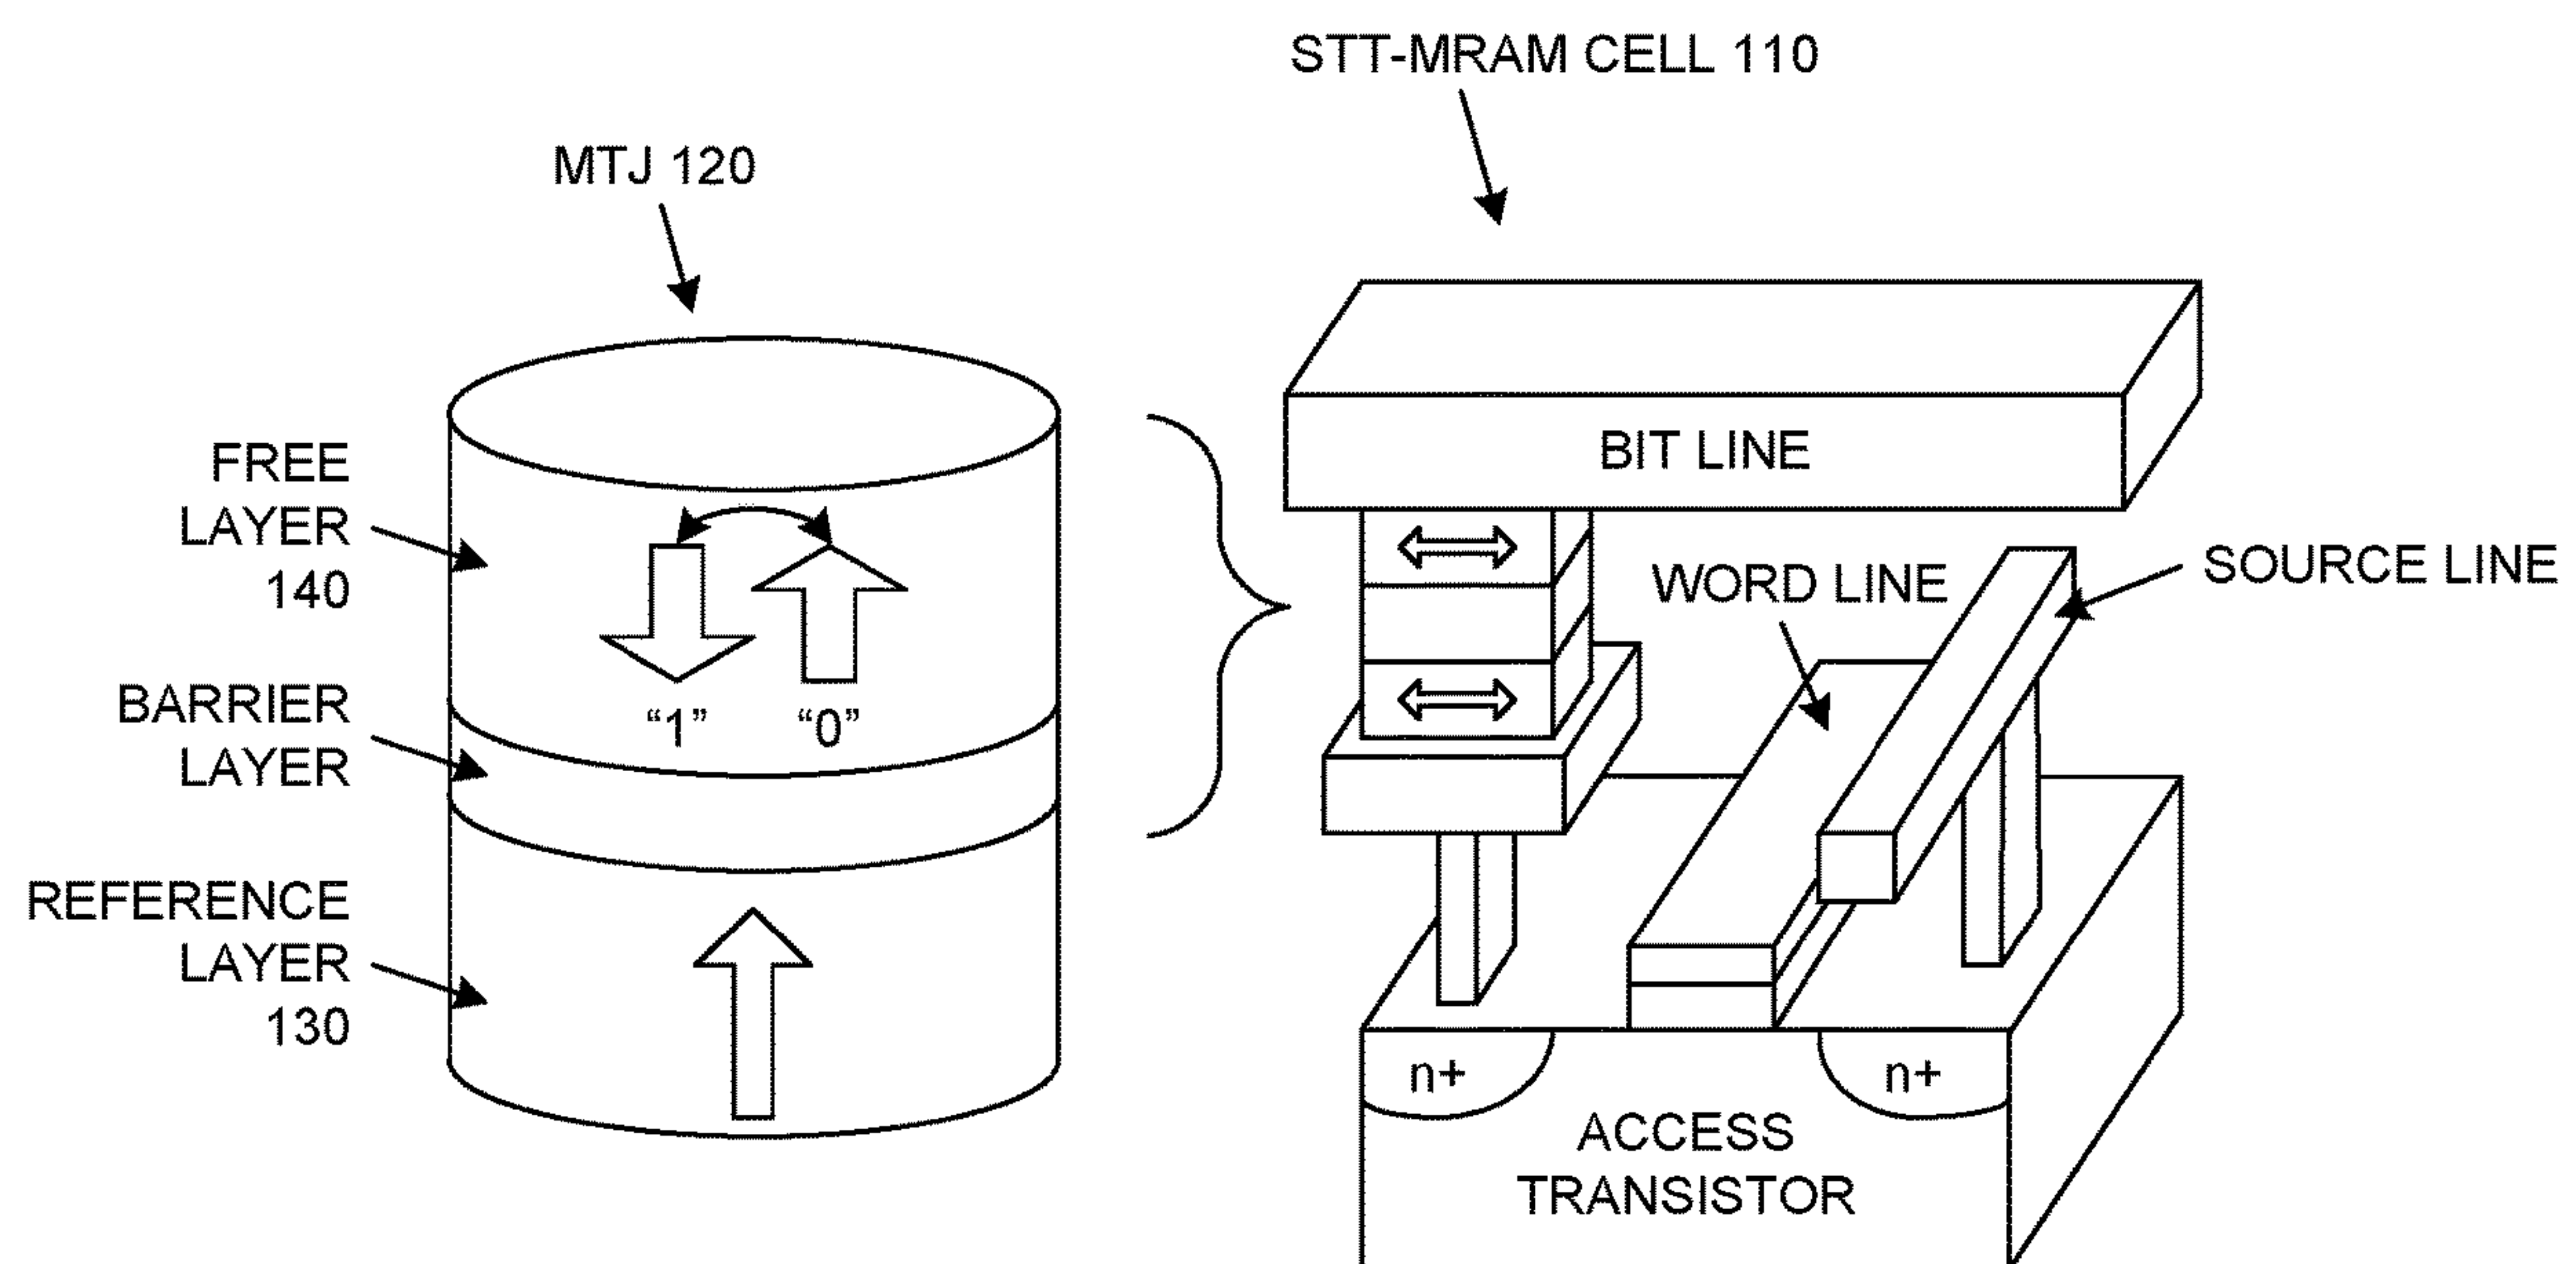 STT-MRAM CELL 110
MTJ 120
FREE
LAYER
140
“1” “0”
BARRIER
LAYER
REFERENCE
LAYER
130
BIT LINE
WORD LINE
SOURCE LINE
n+
n+
ACCESS
TRANSISTOR